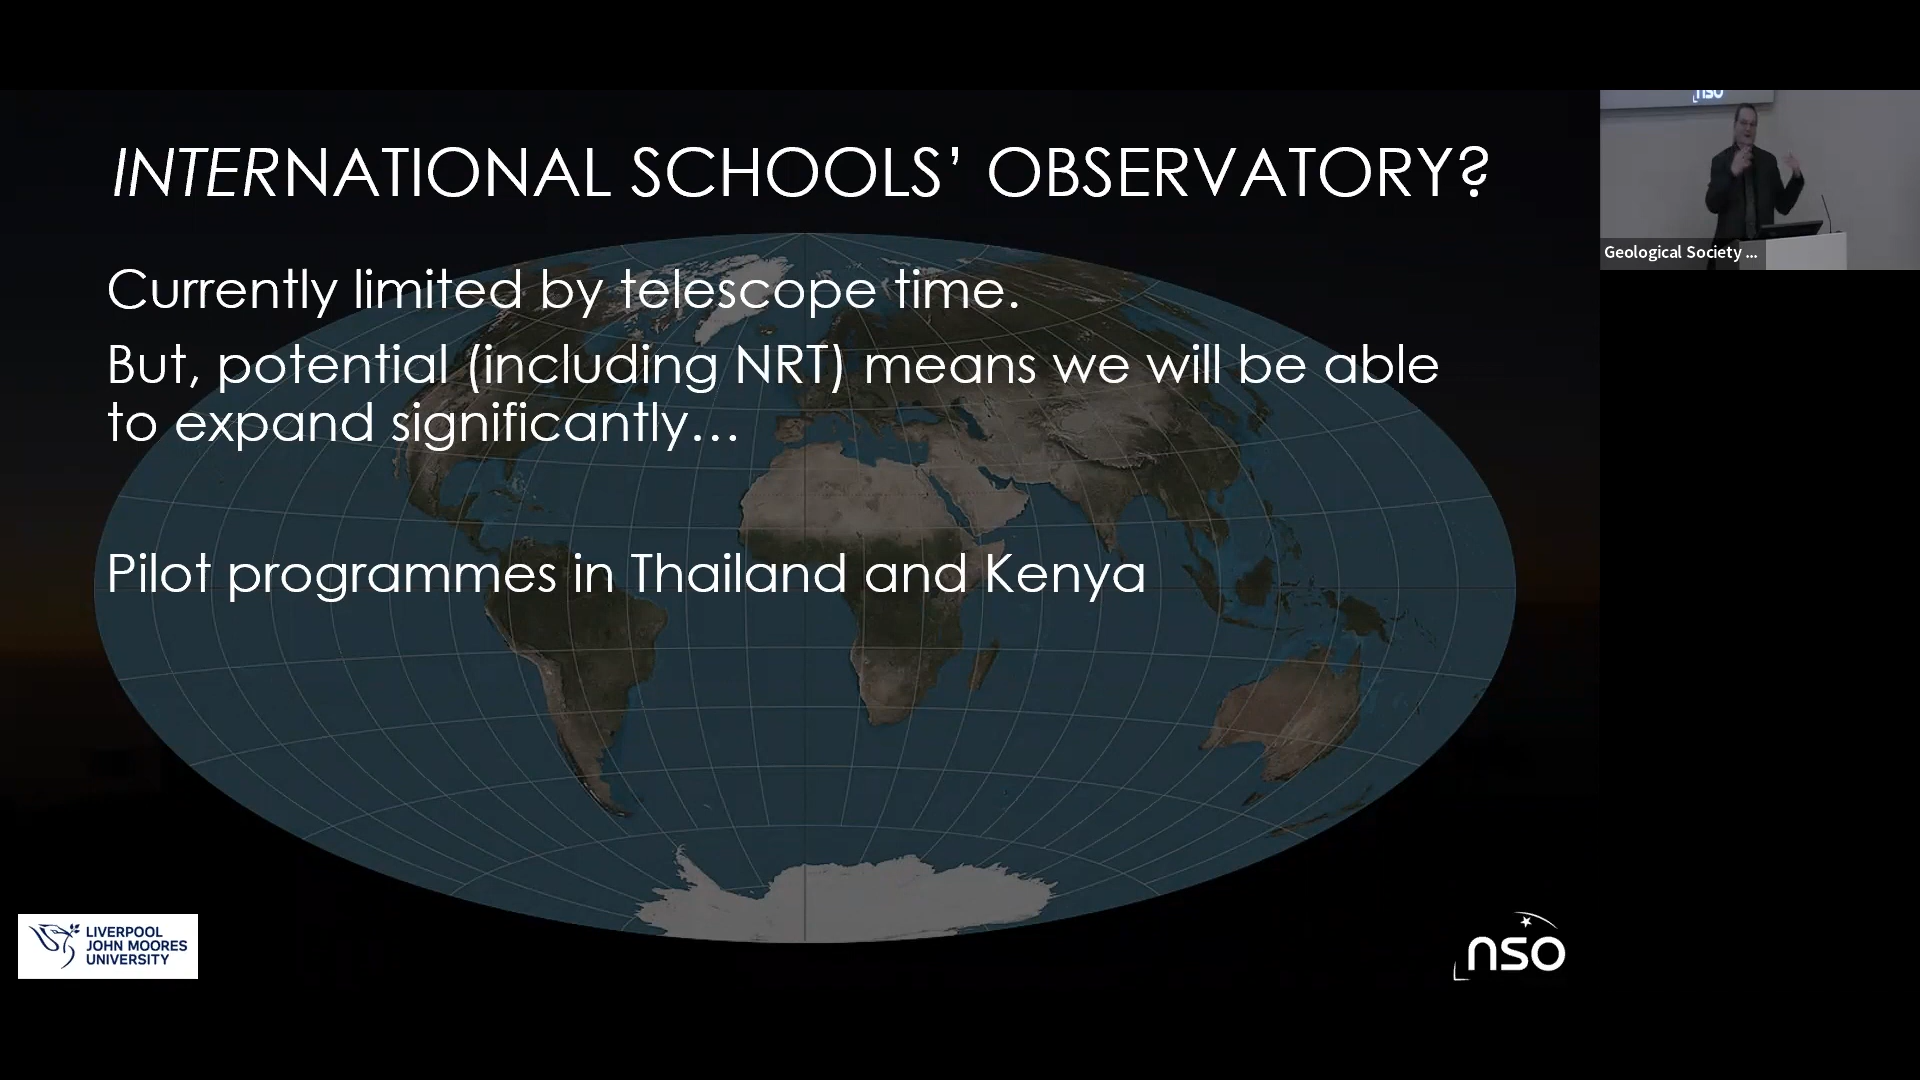 INTERNATIONAL SCHOOLS’ OBSERVATORY?
Currently limited by telescope time.
But, potential (including NRT) means we will be able
to expand significantly…
Pilot programmes in Thailand and Kenya
LIVERPOOL
JOHN MOORES
UNIVERSITY
nso
nso
Geological Society ...